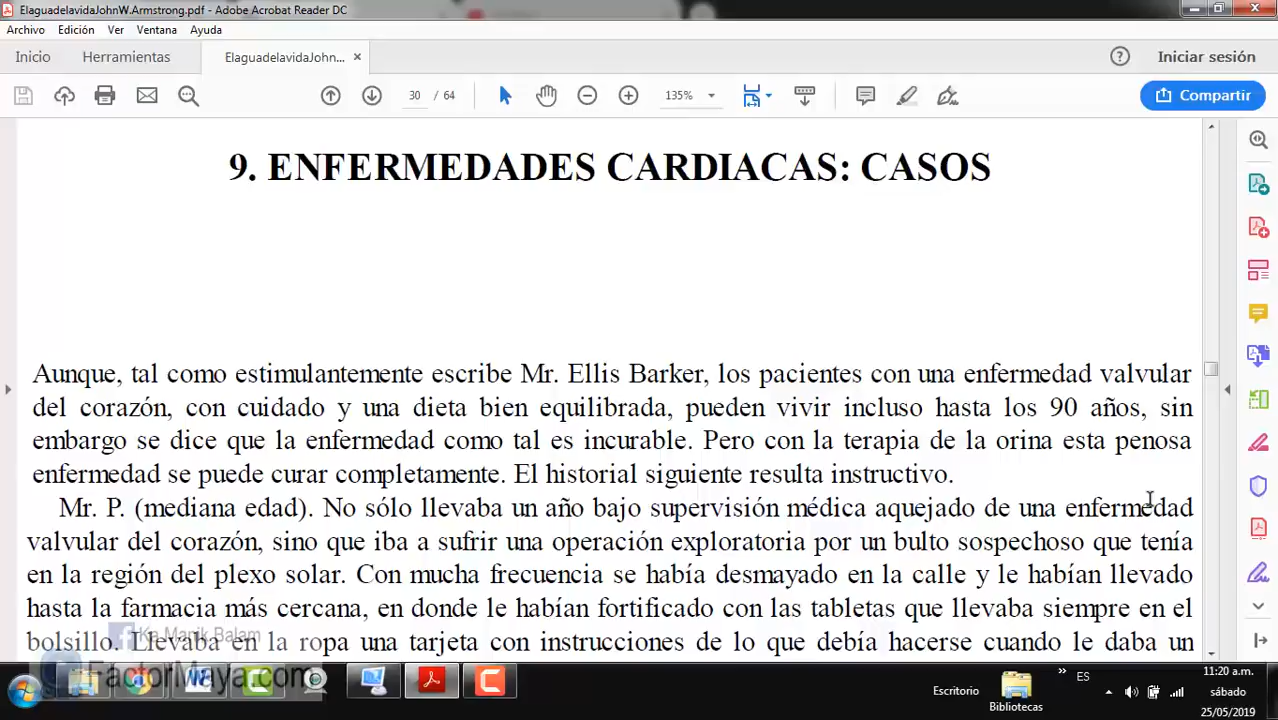 ElaguadelavidaJohnW.Armstrong.pdf - Adobe Acrobat Reader DC
Archivo Edición Ver Ventana Ayuda
Inicio Herramientas ElaguadelavidaJohn... × Iniciar sesión
30 / 64 135% Compartir
9. ENFERMEDADES CARDIACAS: CASOS
Aunque, tal como estimulantemente escribe Mr. Ellis Barker, los pacientes con una enfermedad valvular
del corazón, con cuidado y una dieta bien equilibrada, pueden vivir incluso hasta los 90 años, sin
embargo se dice que la enfermedad como tal es incurable. Pero con la terapia de la orina esta penosa
enfermedad se puede curar completamente. El historial siguiente resulta instructivo.
Mr. P. (mediana edad). No sólo llevaba un año bajo supervisión médica aquejado de una enfermedad
valvular del corazón, sino que iba a sufrir una operación exploratoria por un bulto sospechoso que tenía
en la región del plexo solar. Con mucha frecuencia se había desmayado en la calle y le habían llevado
hasta la farmacia más cercana, en donde le habían fortificado con las tabletas que llevaba siempre en el
bolsillo. Llevaba en la ropa una tarjeta con instrucciones de lo que debía hacerse cuando le daba un
Ka Manik Balam
FactorMaya.com
Escritorio
Bibliotecas
ES
11:20 a.m.
sábado
25/05/2019